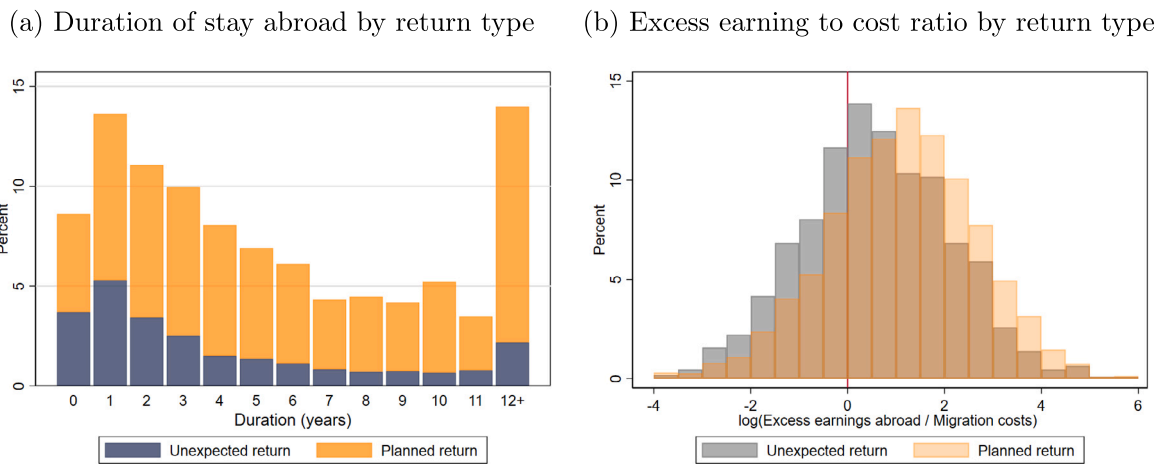 (a) Duration of stay abroad by return type
15
10
5
0
Percent
0 1 2 3 4 5 6 7 8 9 10 11 12+
Duration (years)
Unexpected return Planned return
(b) Excess earning to cost ratio by return type
15
10
5
0
Percent
-4 -2 0 2 4 6
log(Excess earnings abroad / Migration costs)
Unexpected return Planned return